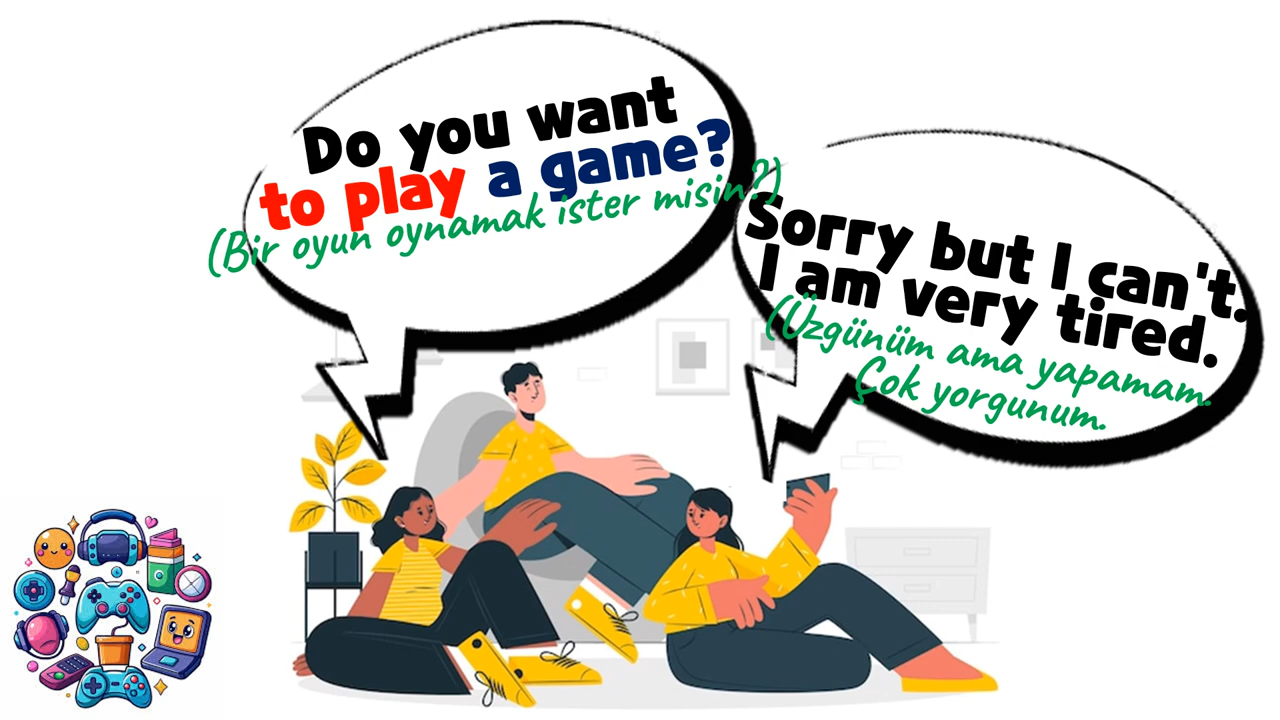 Do you want
to play a game?
(Bir oyun oynamak ister misin?)
Sorry but I can't.
I am very tired.
(Üzgünüm ama yapamam.
Çok yorgunum.